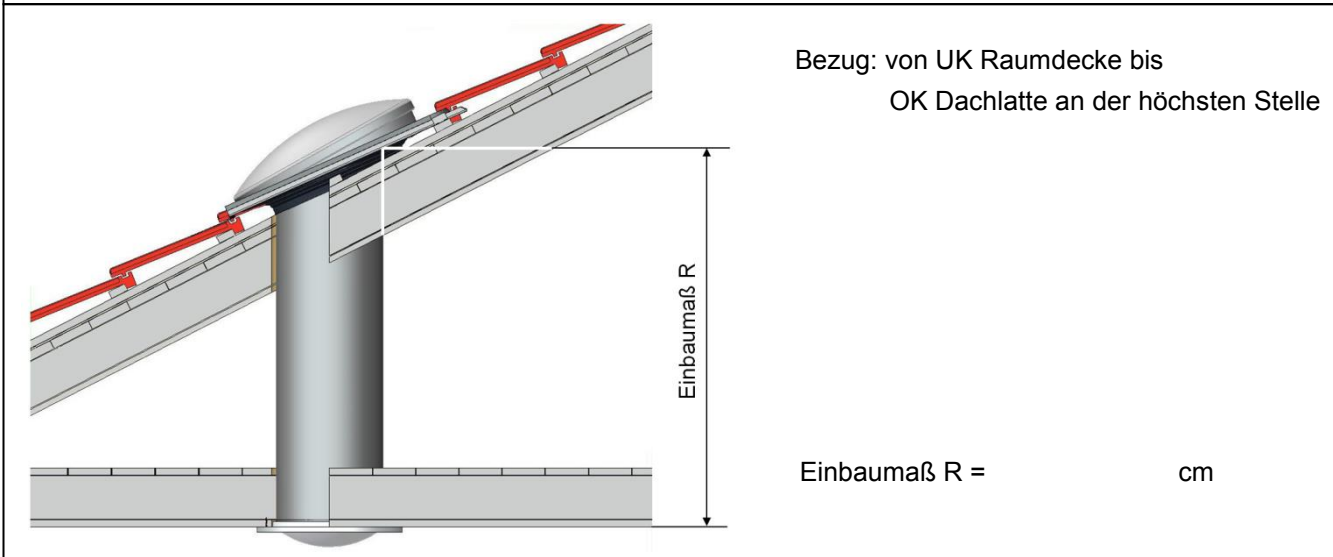 Bezug: von UK Raumdecke bis
OK Dachlatte an der höchsten Stelle
Einbaumaß R
Einbaumaß R = cm